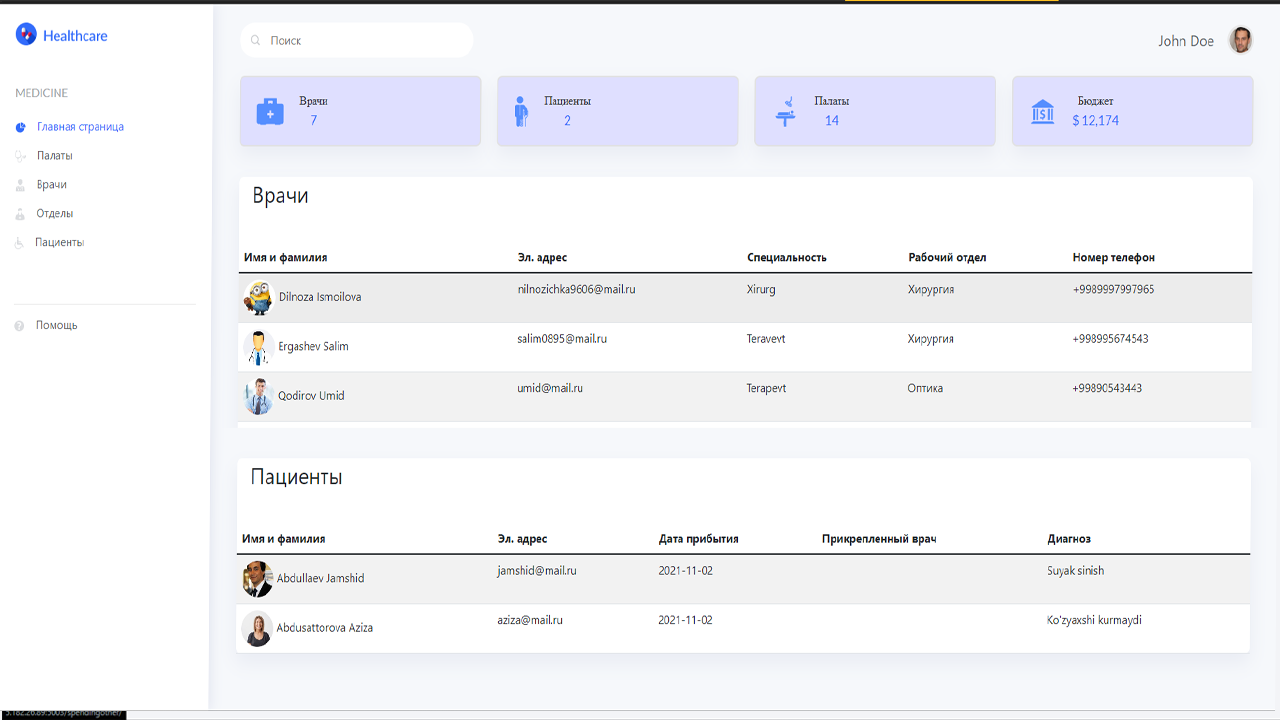 Healthcare
Поиск
John Doe
MEDICINE
Главная страница
Палаты
Врачи
Отделы
Пациенты
Помощь
Врачи
7
Пациенты
2
Палаты
14
Бюджет
$ 12,174
Врачи
Имя и фамилия Эл. адрес Специальность Рабочий отдел Номер телефон
Dilnoza Ismoilova nilnozichka9606@mail.ru Xirurg Хирургия +9989997997965
Ergashev Salim salim0895@mail.ru Teravevt Хирургия +998995674543
Qodirov Umid umid@mail.ru Terapevt Оптика +99890543443
Пациенты
Имя и фамилия Эл. адрес Дата прибытия Прикрепленный врач Диагноз
Abdullaev Jamshid jamshid@mail.ru 2021-11-02 Suyak sinish
Abdusattorova Aziza aziza@mail.ru 2021-11-02 Ko'zyaxshi kurmaydi